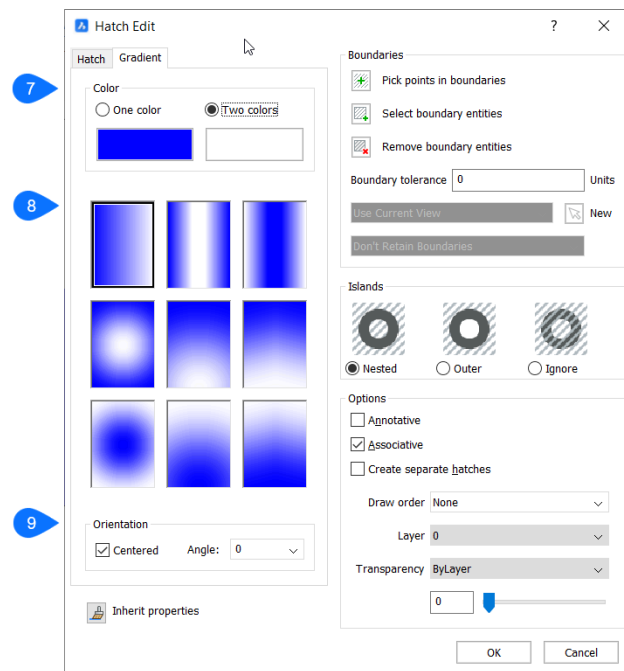 Hatch Edit
? ×
Hatch
Gradient
7
Color
One color
Two colors
8
9
Orientation
Centered
Angle: 0
Inherit properties
Boundaries
Pick points in boundaries
Select boundary entities
Remove boundary entities
Boundary tolerance 0 Units
Use Current View New
Don't Retain Boundaries
Islands
Nested
Outer
Ignore
Options
Annotative
Associative
Create separate hatches
Draw order None
Layer 0
Transparency ByLayer
0
OK
Cancel